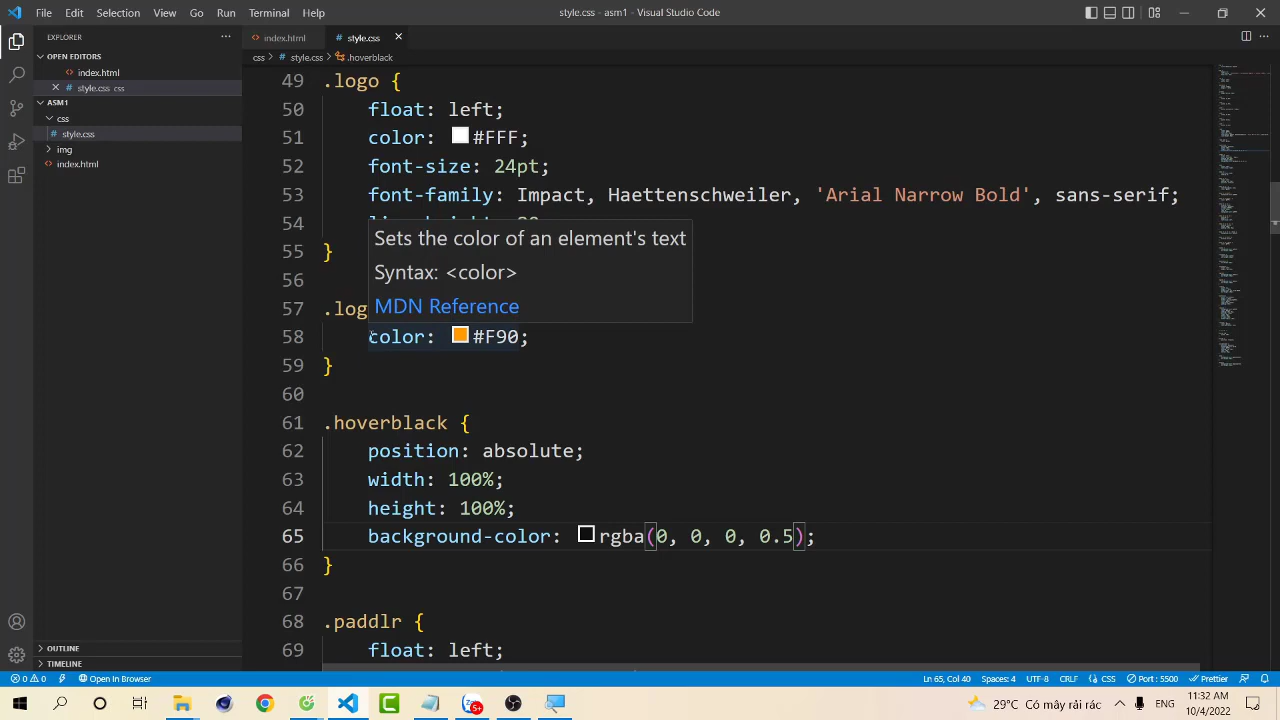 File Edit Selection View Go Run Terminal Help
style.css - asm1 - Visual Studio Code
EXPLORER
OPEN EDITORS
index.html
style.css css
ASM1
css
style.css
img
index.html
OUTLINE
TIMELINE
index.html style.css
css > style.css > .hoverblack
49 .logo {
50 float: left;
51 color: #FFF;
52 font-size: 24pt;
53 font-family: Impact, Haettenschweiler, 'Arial Narrow Bold', sans-serif;
54
55 }
56
57 .log
58 color: #F90;
59 }
60
61 .hoverblack {
62 position: absolute;
63 width: 100%;
64 height: 100%;
65 background-color: rgba(0, 0, 0, 0.5);
66 }
67
68 .paddlr {
69 float: left;
Sets the color of an element's text
Syntax: <color>
MDN Reference
0 0 Open In Browser
Ln 65, Col 40 Spaces: 4 UTF-8 CRLF CSS Port : 5500 Prettier
5+
29°C Có mây rải...
11:32 AM
10/4/2022